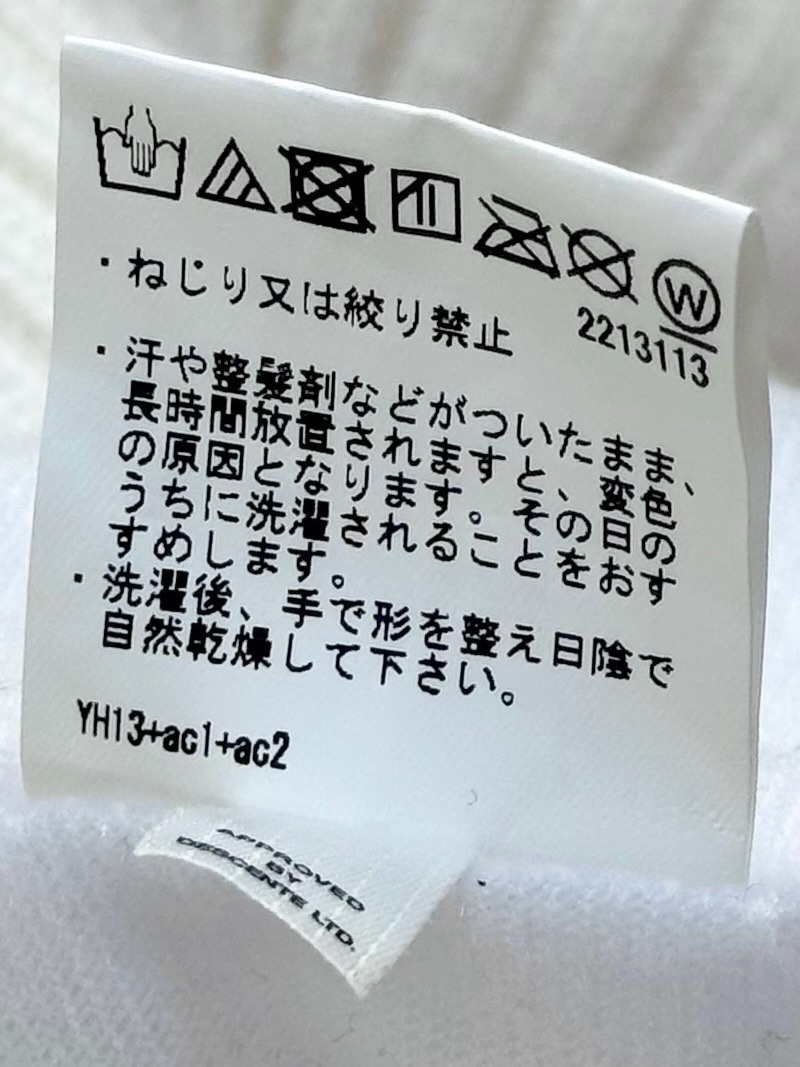 W
2213113
・ねじり又は絞り禁止
・汗や整髪剤などがついたまま、
長時間放置されますと、変色
の原因となります。その日の
うちに洗濯されることをおす
すめします。
・洗濯後、手で形を整え日陰で
自然乾燥して下さい。
YH13+ac1+ac2
APPROVED
BY
DESCENTE LTD.